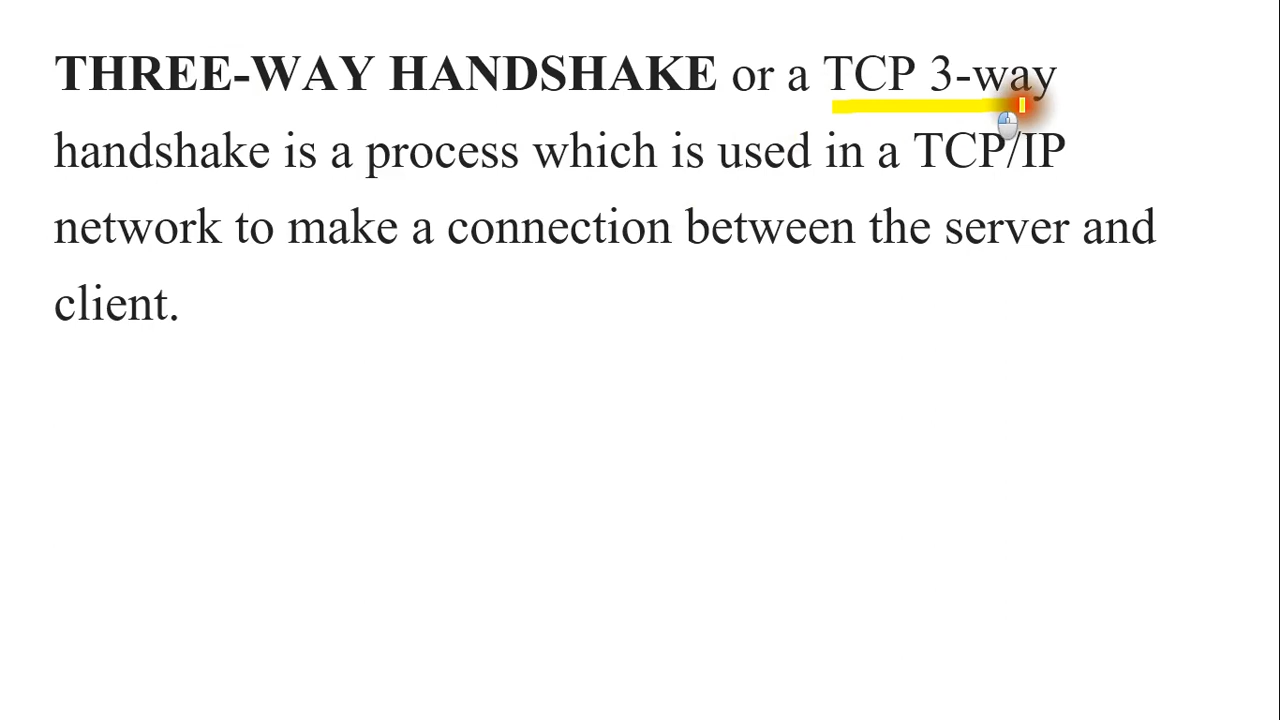 THREE-WAY HANDSHAKE or a TCP 3-way
handshake is a process which is used in a TCP/IP
network to make a connection between the server and
client.